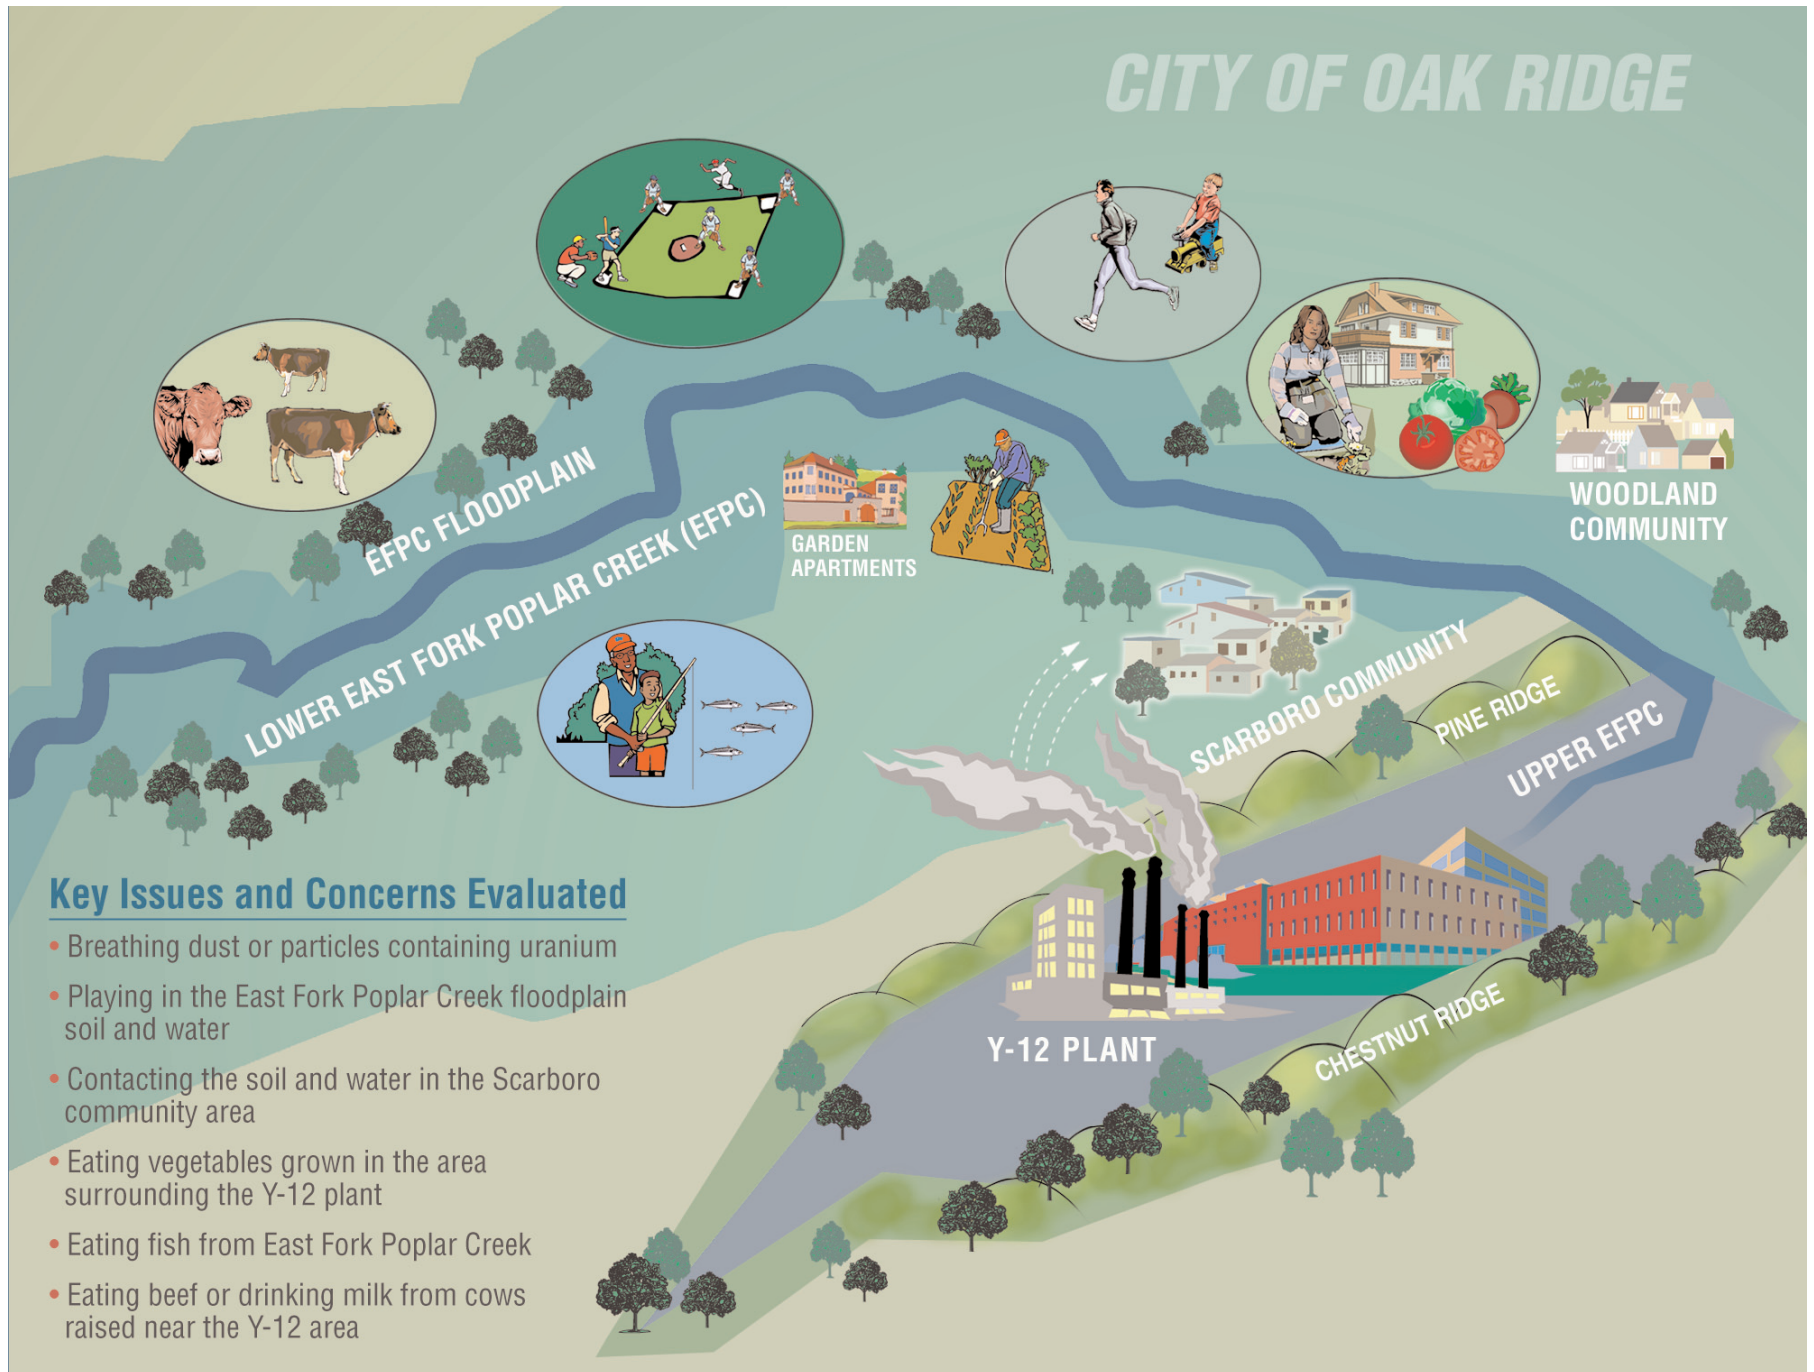 CITY OF OAK RIDGE
EFPC FLOODPLAIN
LOWER EAST FORK POPLAR CREEK (EFPC)
GARDEN
APARTMENTS
WOODLAND
COMMUNITY
SCARBORO COMMUNITY
PINE RIDGE
UPPER EFPC
Y-12 PLANT
CHESTNUT RIDGE
Key Issues and Concerns Evaluated
• Breathing dust or particles containing uranium
• Playing in the East Fork Poplar Creek floodplain
soil and water
• Contacting the soil and water in the Scarboro
community area
• Eating vegetables grown in the area
surrounding the Y-12 plant
• Eating fish from East Fork Poplar Creek
• Eating beef or drinking milk from cows
raised near the Y-12 area